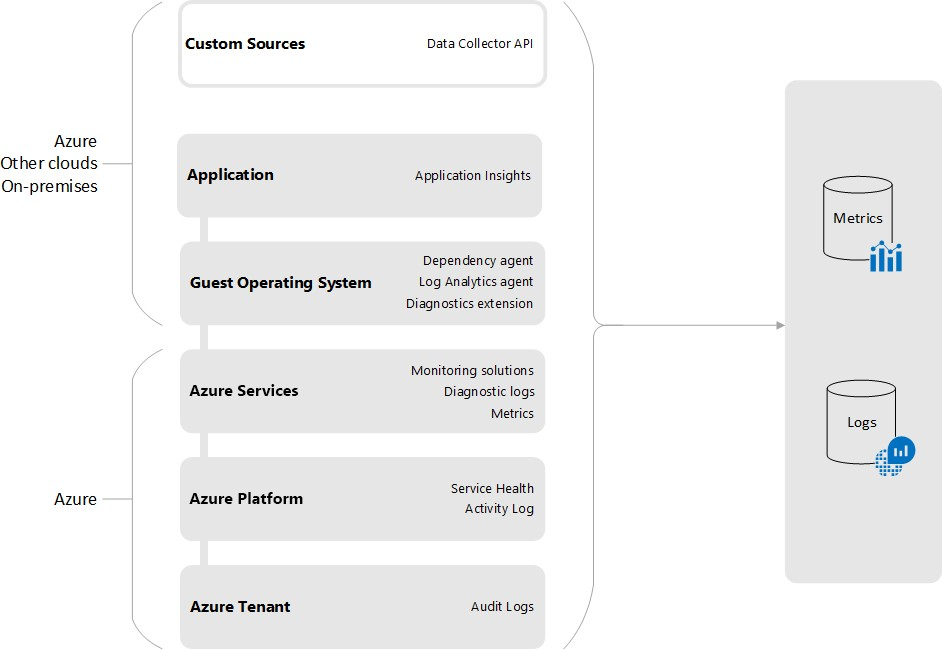 Custom Sources
Data Collector API
Azure
Other clouds
On-premises
Application
Application Insights
Guest Operating System
Dependency agent
Log Analytics agent
Diagnostics extension
Azure Services
Monitoring solutions
Diagnostic logs
Metrics
Azure
Azure Platform
Service Health
Activity Log
Azure Tenant
Audit Logs
Metrics
Logs